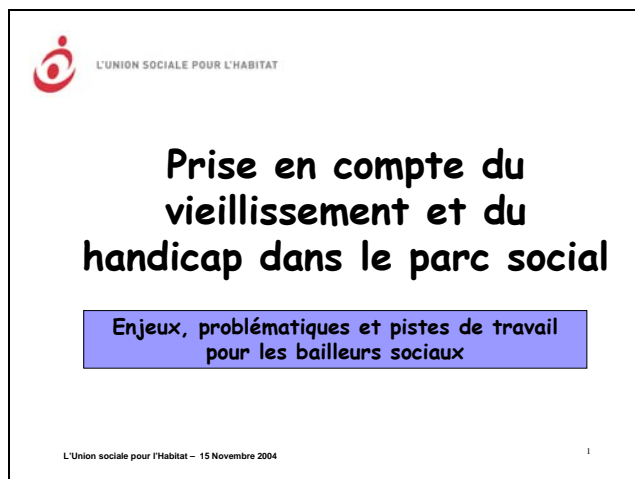 L'UNION SOCIALE POUR L'HABITAT
Prise en compte du
vieillissement et du
handicap dans le parc social
Enjeux, problématiques et pistes de travail
pour les bailleurs sociaux
L'Union sociale pour l'Habitat – 15 Novembre 2004
1